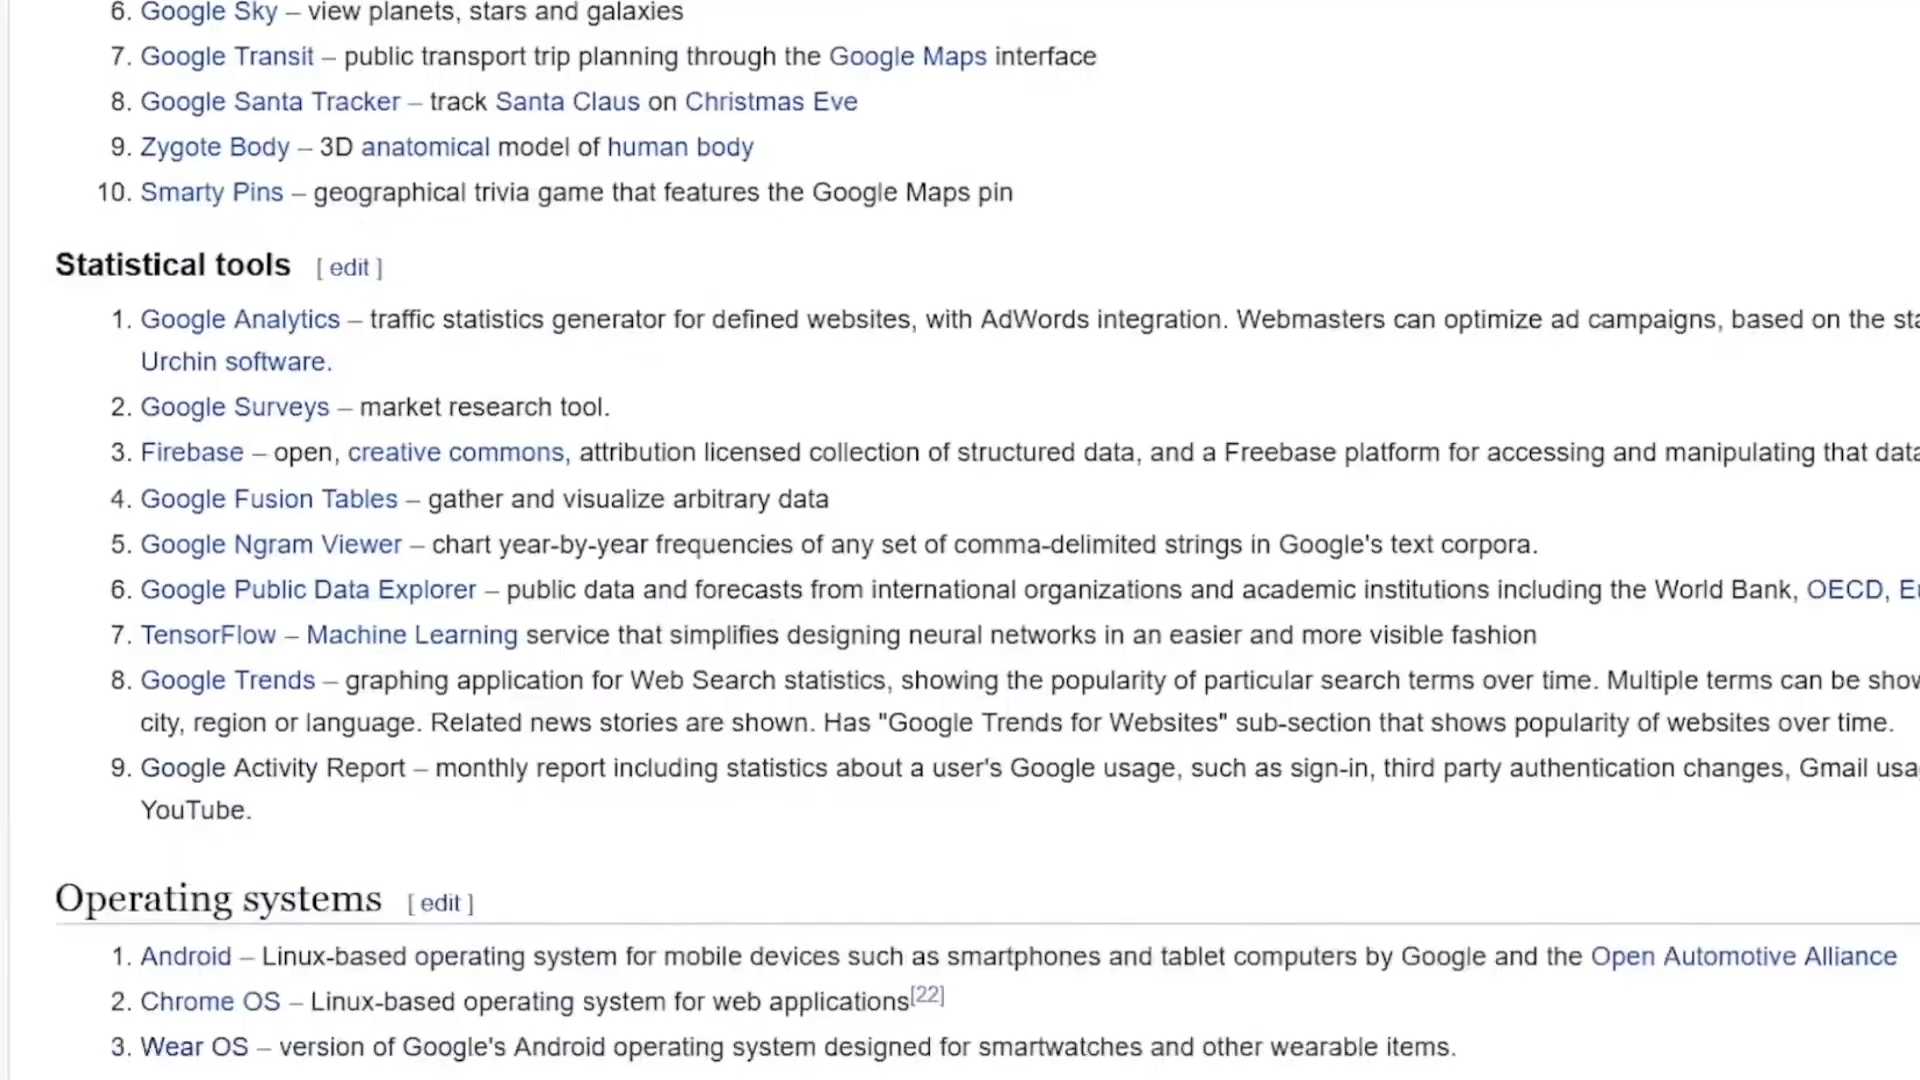 6. Google Sky – view planets, stars and galaxies
7. Google Transit – public transport trip planning through the Google Maps interface
8. Google Santa Tracker – track Santa Claus on Christmas Eve
9. Zygote Body – 3D anatomical model of human body
10. Smarty Pins – geographical trivia game that features the Google Maps pin
Statistical tools [ edit ]
1. Google Analytics – traffic statistics generator for defined websites, with AdWords integration. Webmasters can optimize ad campaigns, based on the
Urchin software.
2. Google Surveys – market research tool.
3. Firebase – open, creative commons, attribution licensed collection of structured data, and a Freebase platform for accessing and manipulating that data
4. Google Fusion Tables – gather and visualize arbitrary data
5. Google Ngram Viewer – chart year-by-year frequencies of any set of comma-delimited strings in Google's text corpora.
6. Google Public Data Explorer – public data and forecasts from international organizations and academic institutions including the World Bank, OECD,
7. TensorFlow – Machine Learning service that simplifies designing neural networks in an easier and more visible fashion
8. Google Trends – graphing application for Web Search statistics, showing the popularity of particular search terms over time. Multiple terms can be
city, region or language. Related news stories are shown. Has "Google Trends for Websites" sub-section that shows popularity of websites over time.
9. Google Activity Report – monthly report including statistics about a user's Google usage, such as sign-in, third party authentication changes, Gmail
YouTube.
Operating systems [ edit ]
1. Android – Linux-based operating system for mobile devices such as smartphones and tablet computers by Google and the Open Automotive Alliance
2. Chrome OS – Linux-based operating system for web applications[22]
3. Wear OS – version of Google's Android operating system designed for smartwatches and other wearable items.